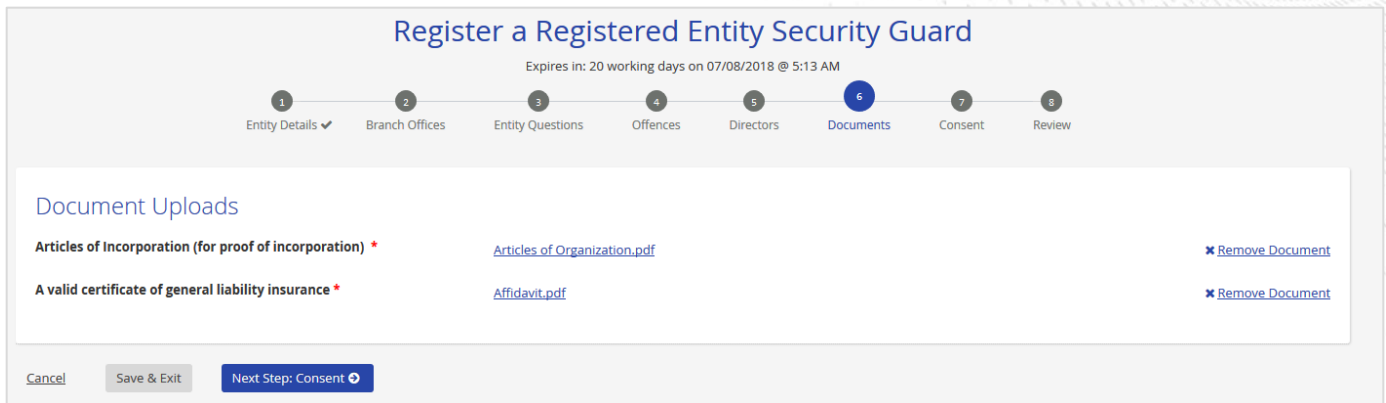 Register a Registered Entity Security Guard
Expires in: 20 working days on 07/08/2018 @ 5:13 AM
1 2 3 4 5 6 7 8
Entity Details ✔ Branch Offices Entity Questions Offences Directors Documents Consent Review
Document Uploads
Articles of Incorporation (for proof of incorporation) * Articles of Organization.pdf ✖ Remove Document
A valid certificate of general liability insurance * Affidavit.pdf ✖ Remove Document
Cancel Save & Exit Next Step: Consent